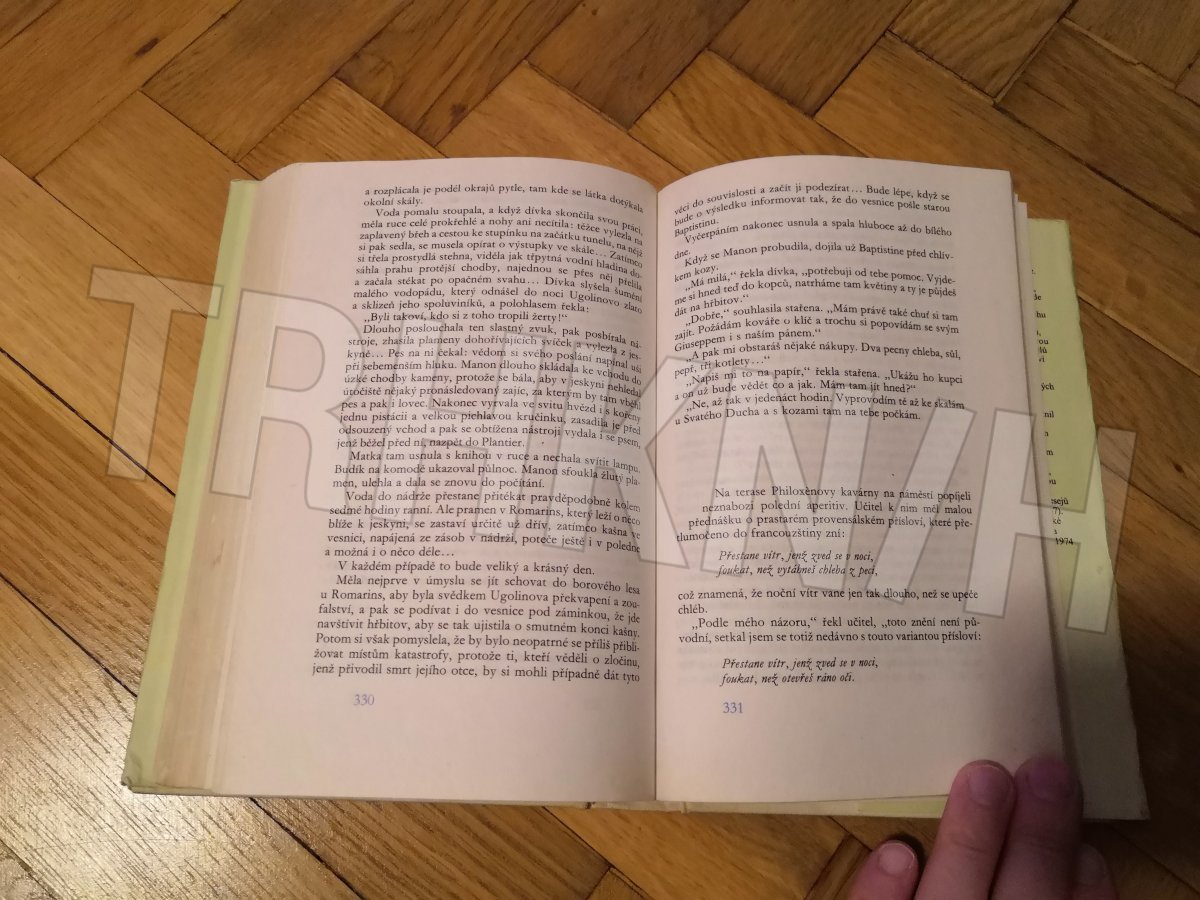 a rozplácala je podél okrajů pytle, tam kde se látka dotýkala
okolní skály.
Voda pomalu stoupala, a když dívka skončila svou práci,
měla ruce celé prokřehlé a nohy ani necítila: těžce vylezla na
zaplavený břeh a cestou ke stupínku na začátku tunelu, na nějž
si pak sedla, se musela opírat o výstupky ve skále... Zatímco
si třela prostydlá stehna, viděla jak třpytná vodní hladina do-
sáhla prahu protější chodby, najednou se přes něj přelila
a začala stékat po opačném svahu... Dívka slyšela šumění
malého vodopádu, který odnášel do noci Ugolinovo zlato
a sklizeň jeho spoluviníků, a polohlasem řekla:
„Byli takoví, kdo si z toho tropili žerty!“
Dlouho poslouchala ten slastný zvuk, pak posbírala ná-
stroje, zhasila plameny dohořívajících svíček a vylezla z jes-
kyně... Pes na ni čekal: vědom si svého poslání napínal uši
při sebemenším hluku. Manon dlouho skládala ke vchodu do
úzké chodby kameny, protože se bála, aby v jeskyni nehledal
útočiště nějaký pronásledovaný zajíc, za kterým by tam vběhl
pes a pak i lovec. Nakonec vyrvala ve svitu hvězd i s kořeny
jednu pistácii a velkou pichlavou kručinku, zasadila je před
odsouzený vchod a pak se obtížena nástroji vydala i se psem,
jenž běžel před ní, nazpět do Plantier.
Matka tam usnula s knihou v ruce a nechala svítit lampu.
Budík na komodě ukazoval půlnoc. Manon sfoukla žlutý pla-
men, ulehla a dala se znovu do počítání.
Voda do nádrže přestane přitékat pravděpodobně kolem
sedmé hodiny ranní. Ale pramen v Romarins, který leží o něco
blíže k jeskyni, se zastaví určitě už dřív, zatímco kašna ve
vesnici, napájená ze zásob v nádrži, poteče ještě i v poledne
a možná i o něco déle...
V každém případě to bude veliký a krásný den.
Měla nejprve v úmyslu se jít schovat do borového lesa
u Romarins, aby byla svědkem Ugolinova překvapení a zou-
falství, a pak se podívat i do vesnice pod záminkou, že jde
navštívit hřbitov, aby se tak ujistila o smutném konci kašny.
Potom si však pomyslela, že by bylo neopatrné se příliš přibli-
žovat místům katastrofy, protože ti, kteří věděli o zločinu,
jenž přivodil smrt jejího otce, by si mohli případně dát tyto
330
věci do souvislosti a začít ji podezírat... Bude lépe, když se
bude o výsledku informovat tak, že do vesnice pošle starou
Baptistinu.
Vyčerpáním nakonec usnula a spala hluboce až do bílého
dne.
Když se Manon probudila, dojila už Baptistine před chlív-
kem kozy.
„Má milá,“ řekla dívka, „potřebuji od tebe pomoc. Vyjde-
me si hned teď do kopců, natrháme tam květiny a ty je půjdeš
dát na hřbitov.“
„Dobře,“ souhlasila stařena. „Mám právě také chuť si tam
zajít. Požádám kováře o klíč a trochu si popovídám se svým
Giuseppem i s naším pánem.“
„A pak mi obstaráš nějaké nákupy. Dva pecny chleba, sůl,
pepř, tři kotlety...“
„Napiš mi to na papír,“ řekla stařena. „Ukážu ho kupci
a on už bude vědět co a jak. Mám tam jít hned?“
„Ne, až tak v jedenáct hodin. Vyprovodím tě až ke skálám
u Svatého Ducha a s kozami tam na tebe počkám.
Na terase Philoxènovy kavárny na náměstí popíjeli
neznabozi polední aperitiv. Učitel k nim měl malou
přednášku o prastarém provensálském přísloví, které pře-
tlumočeno do francouzštiny zní:
Přestane vítr, jenž zved se v noci,
foukat, než vytáhneš chleba z peci,
což znamená, že noční vítr vane jen tak dlouho, než se upeče
chléb.
„Podle mého názoru,“ řekl učitel, „toto znění není pů-
vodní, setkal jsem se totiž nedávno s touto variantou přísloví:
Přestane vítr, jenž zved se v noci,
foukat, než otevřeš ráno oči.
331
1974
TRHKNIH